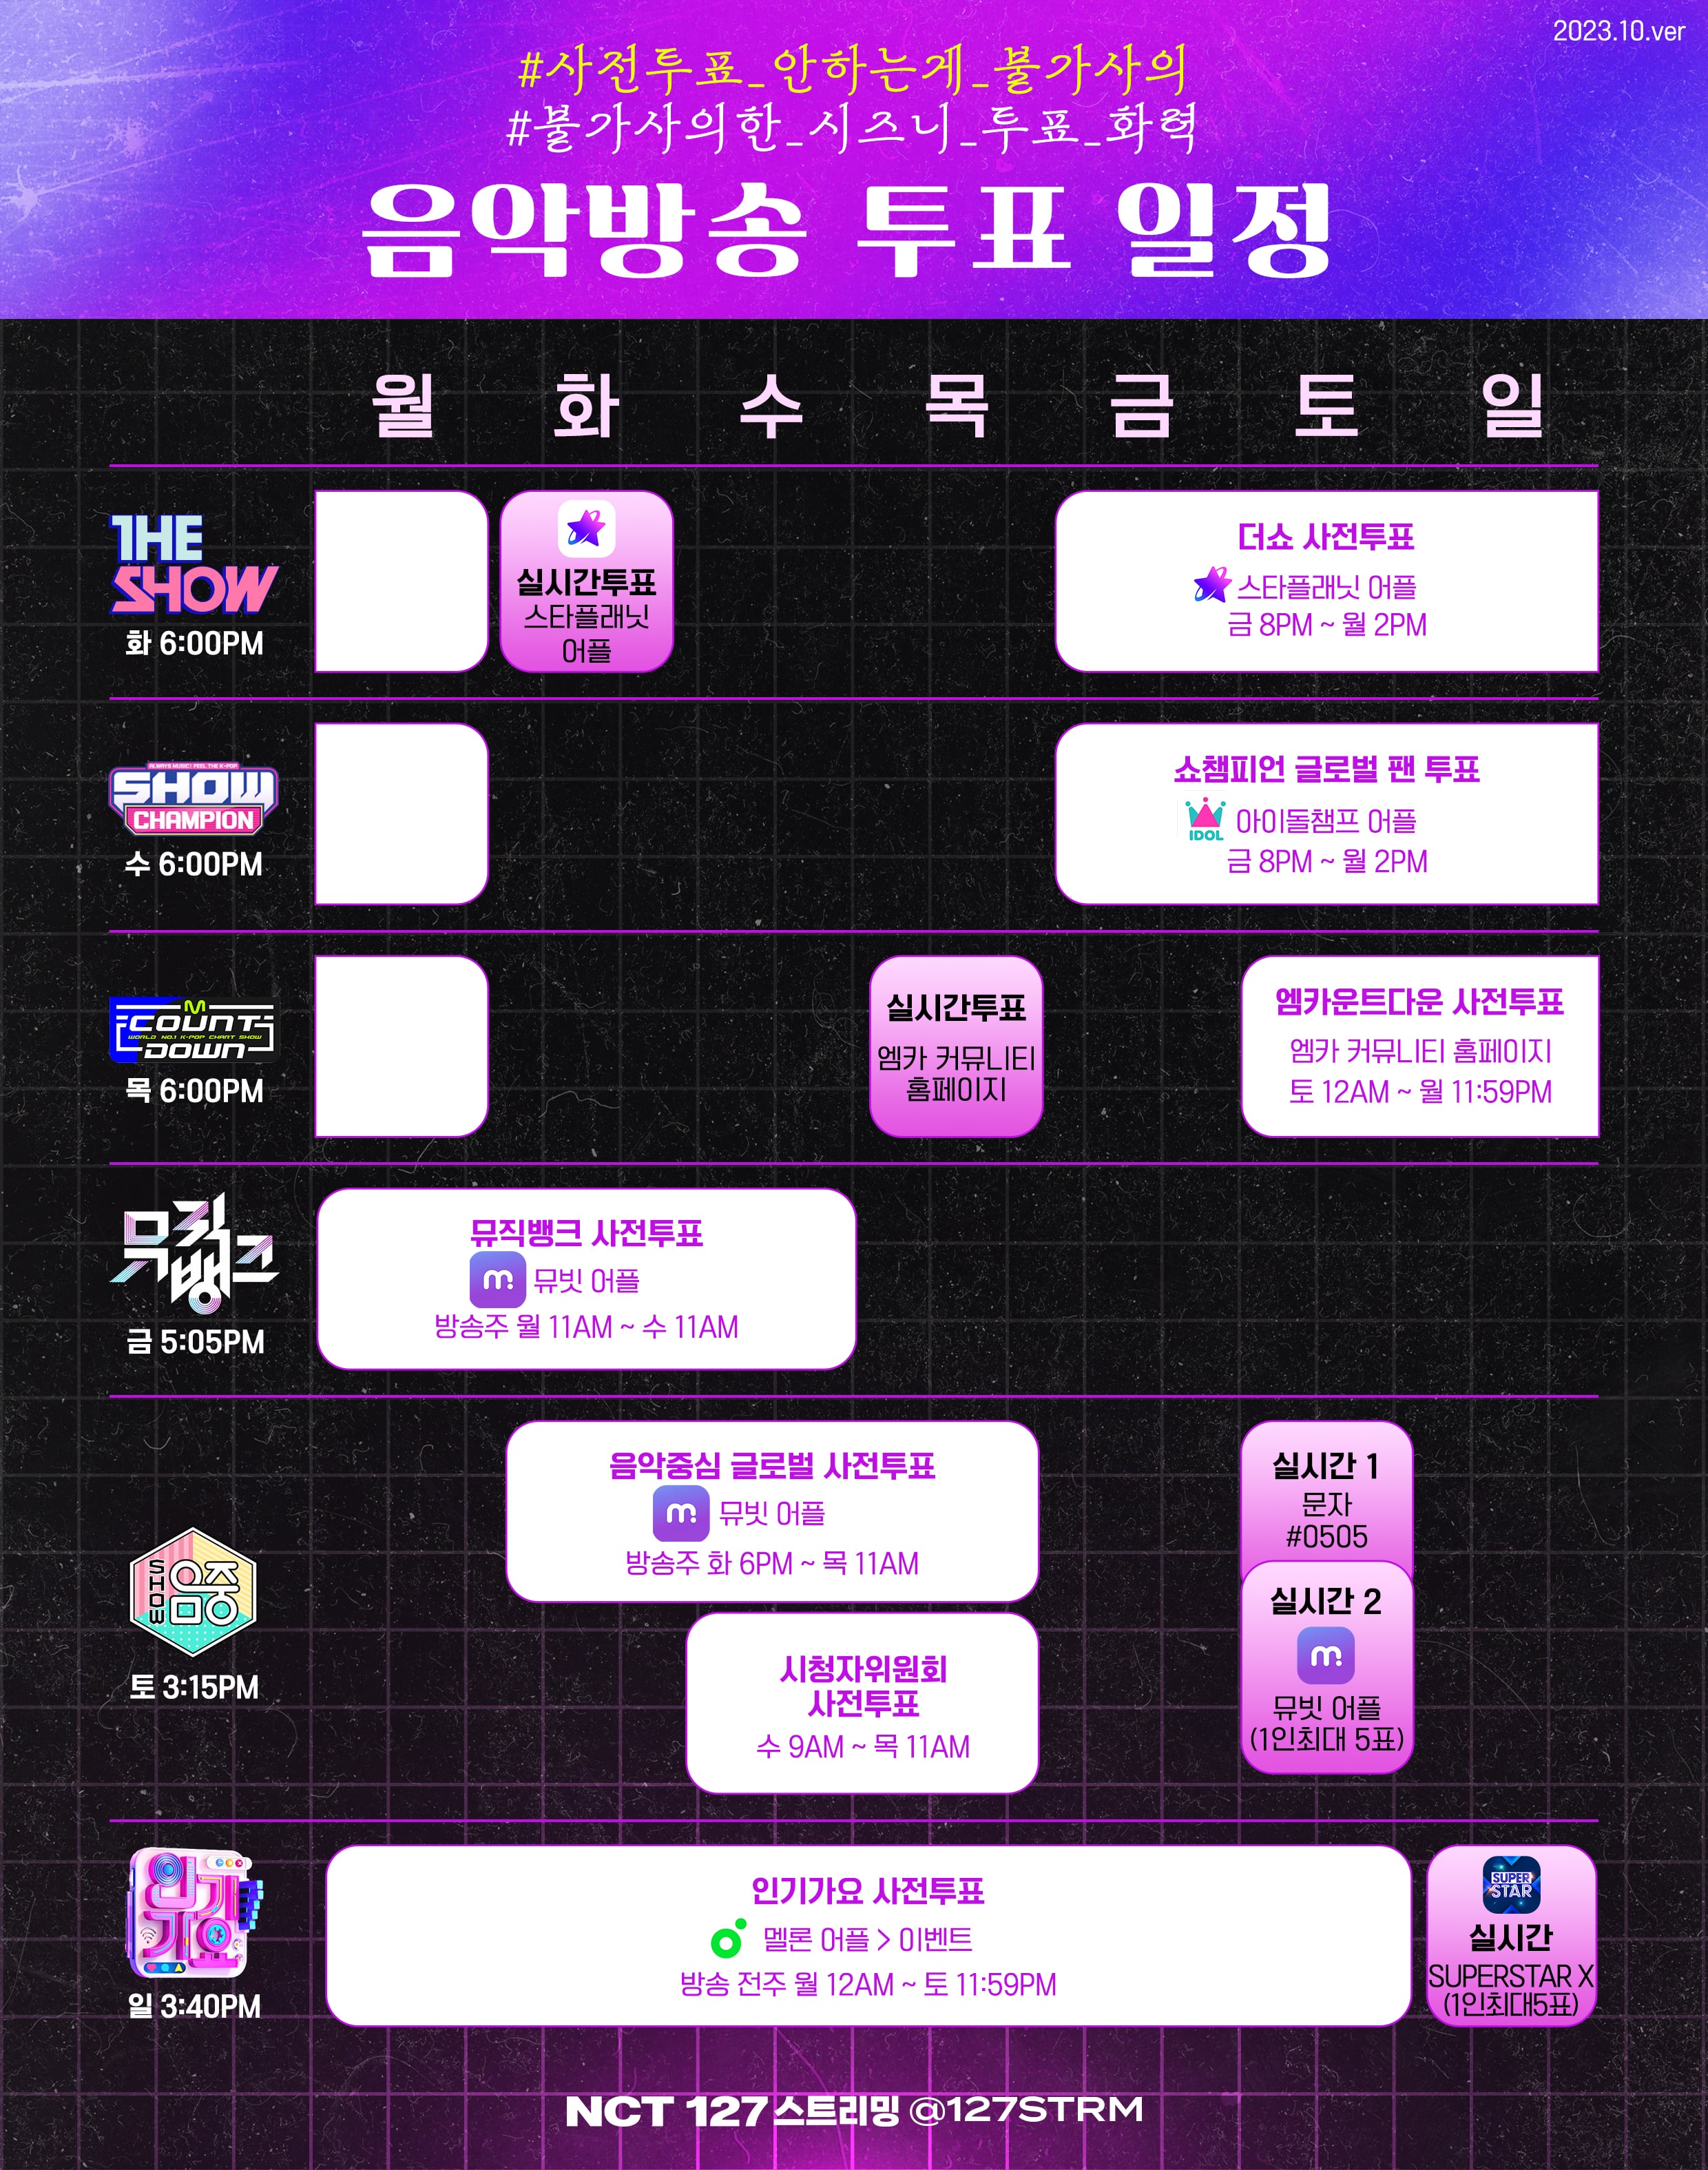 2023.10.ver
#사전투표_안하는게_불가사의
#불가사의한_시즈니_투표_화력
음악방송 투표 일정
월 화 수 목 금 토 일
THE
SHOW
화 6:00PM
실시간투표
스타플래닛
어플
더쇼 사전투표
스타플래닛 어플
금 8PM ~ 월 2PM
ALWAYS MUSIC! FEEL THE K-POP
SHOW
CHAMPION
수 6:00PM
쇼챔피언 글로벌 팬 투표
IDOL
아이돌챔프 어플
금 8PM ~ 월 2PM
M
COUNT
WORLD NO.1 K-POP CHART SHOW
DOWN
목 6:00PM
실시간투표
엠카 커뮤니티
홈페이지
엠카운트다운 사전투표
엠카 커뮤니티 홈페이지
토 12AM ~ 월 11:59PM
뮤직
뱅크
금 5:05PM
뮤직뱅크 사전투표
m. 뮤빗 어플
방송주 월 11AM ~ 수 11AM
SHOW
음중
토 3:15PM
음악중심 글로벌 사전투표
m. 뮤빗 어플
방송주 화 6PM ~ 목 11AM
시청자위원회
사전투표
수 9AM ~ 목 11AM
실시간 1
문자
#0505
실시간 2
m.
뮤빗 어플
(1인최대 5표)
인기
가요
일 3:40PM
인기가요 사전투표
멜론 어플 > 이벤트
방송 전주 월 12AM ~ 토 11:59PM
SUPER
STAR
실시간
SUPERSTAR X
(1인최대5표)
NCT 127 스트리밍 @127STRM